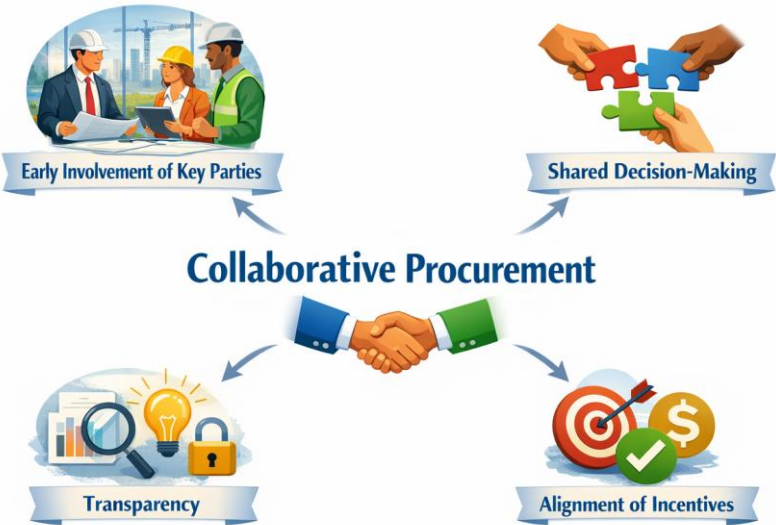 Early Involvement of Key Parties
Shared Decision-Making
Collaborative Procurement
Transparency
Alignment of Incentives